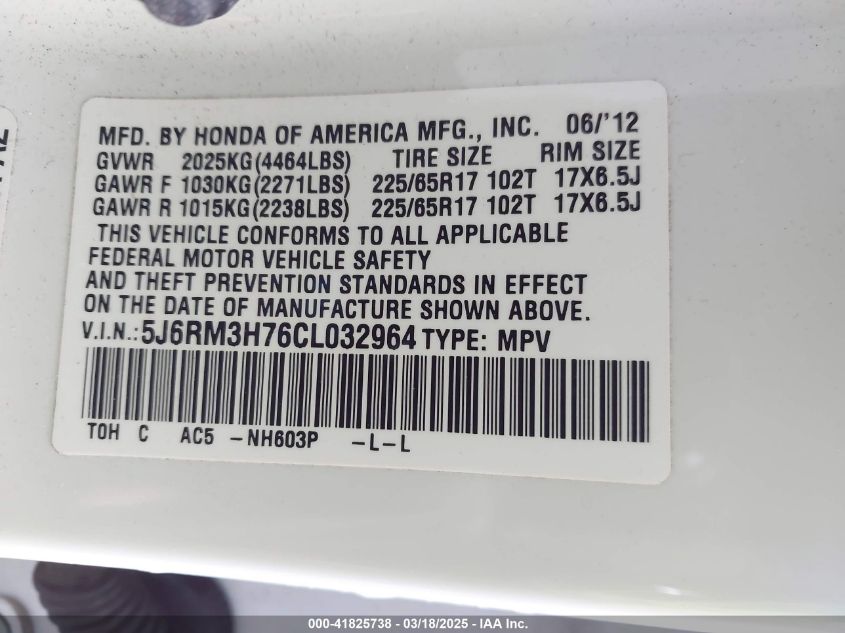 MFD. BY HONDA OF AMERICA MFG., INC. 06/'12
GVWR 2025KG(4464LBS) TIRE SIZE RIM SIZE
GAWR F 1030KG(2271LBS) 225/65R17 102T 17X6.5J
GAWR R 1015KG(2238LBS) 225/65R17 102T 17X6.5J
THIS VEHICLE CONFORMS TO ALL APPLICABLE
FEDERAL MOTOR VEHICLE SAFETY
AND THEFT PREVENTION STANDARDS IN EFFECT
ON THE DATE OF MANUFACTURE SHOWN ABOVE.
V.I.N.: 5J6RM3H76CL032964 TYPE: MPV
TOH C AC5 -NH603P -L-L
000-41825738 - 03/18/2025 - IAA Inc.